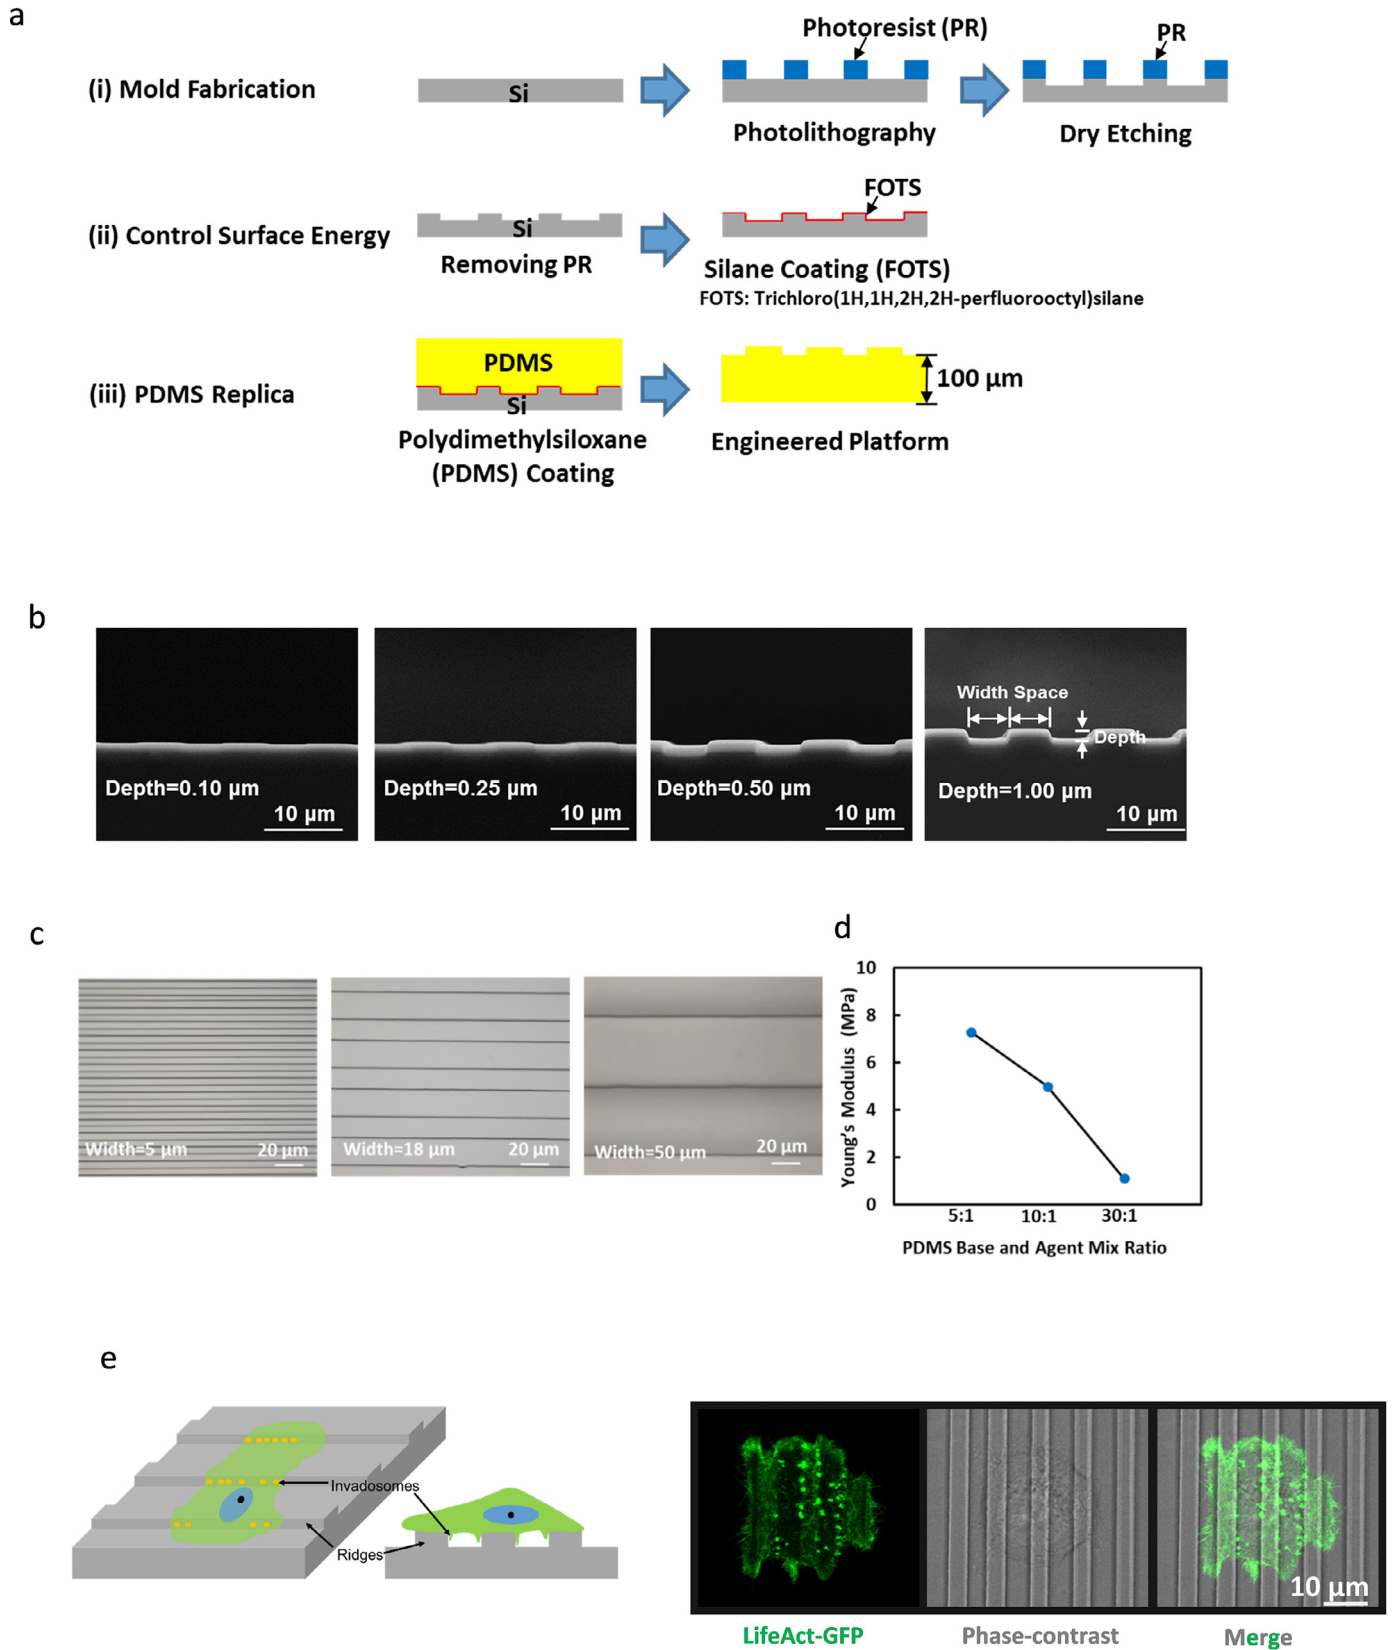 a
Photoresist (PR)
PR
(i) Mold Fabrication
Si
Photolithography
Dry Etching
FOTS
(ii) Control Surface Energy
Si
Removing PR
Silane Coating (FOTS)
FOTS: Trichloro(1H,1H,2H,2H-perfluorooctyl)silane
PDMS
100 µm
(iii) PDMS Replica
Si
Polydimethylsiloxane
(PDMS) Coating
Engineered Platform
b
Width Space
Depth
Depth=0.10 µm
10 µm
Depth=0.25 µm
10 µm
Depth=0.50 µm
10 µm
Depth=1.00 µm
10 µm
c
Width=5 µm
20 µm
Width=18 µm
20 µm
Width=50 µm
20 µm
d
Young's Modulus (MPa)
10
8
6
4
2
0
5:1
10:1
30:1
PDMS Base and Agent Mix Ratio
e
Invadosomes
Ridges
10 µm
LifeAct-GFP
Phase-contrast
Merge